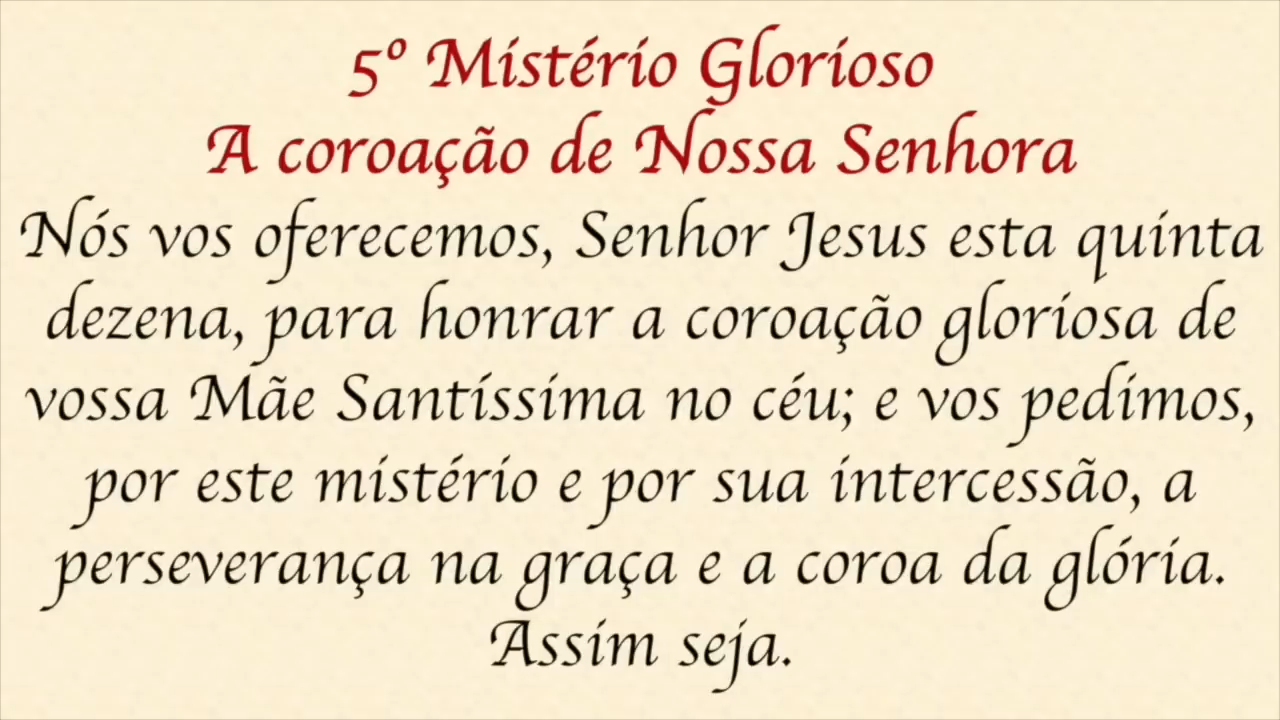 5º Mistério Glorioso
A coroação de Nossa Senhora
Nós vos oferecemos, Senhor Jesus esta quinta
dezena, para honrar a coroação gloriosa de
vossa Mãe Santíssima no céu; e vos pedimos,
por este mistério e por sua intercessão, a
perseverança na graça e a coroa da glória.
Assim seja.